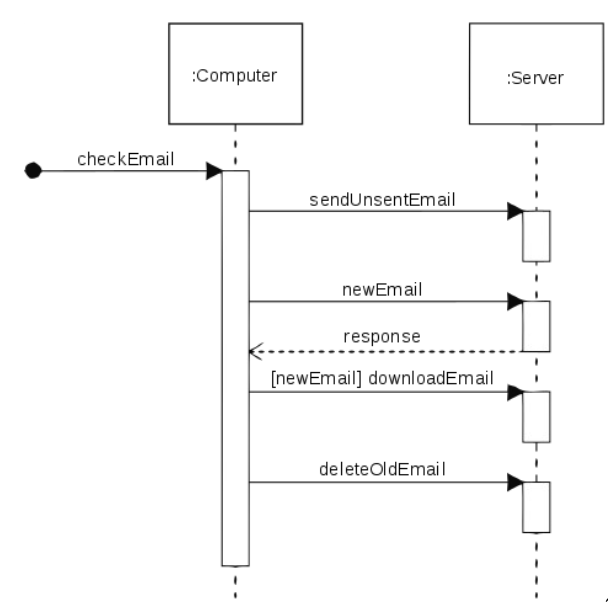 :Computer
:Server
checkEmail
sendUnsentEmail
newEmail
response
[newEmail] downloadEmail
deleteOldEmail